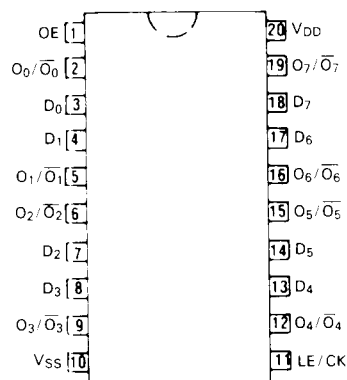 OE 1 20 VDD
O0/O̅0 2 19 O7/O̅7
D0 3 18 D7
D1 4 17 D6
O1/O̅1 5 16 O6/O̅6
O2/O̅2 6 15 O5/O̅5
D2 7 14 D5
D3 8 13 D4
O3/O̅3 9 12 O4/O̅4
VSS 10 11 LE/CK